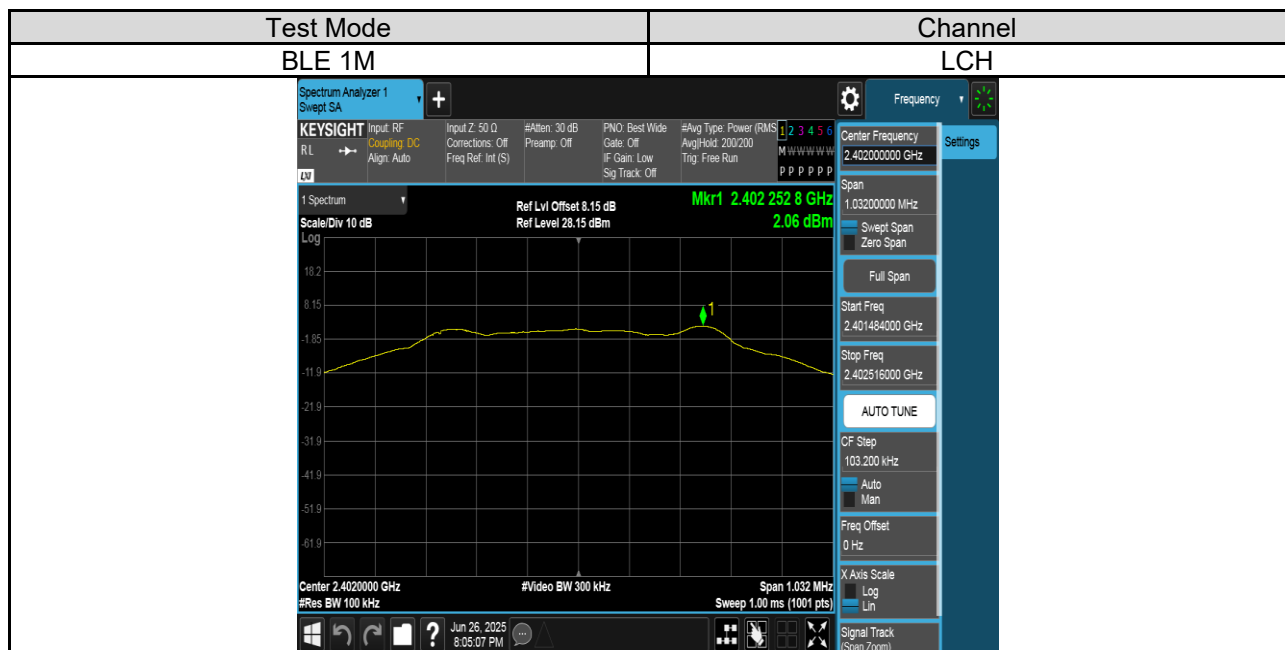 Test Mode Channel
BLE 1M LCH
Spectrum Analyzer 1
Swept SA
+
Frequency
KEYSIGHT
RL
LXI
Input: RF
Coupling: DC
Align: Auto
Input Z: 50 Ω
Corrections: Off
Freq Ref: Int (S)
#Atten: 30 dB
Preamp: Off
PNO: Best Wide
Gate: Off
IF Gain: Low
Sig Track: Off
#Avg Type: Power (RMS
Avg|Hold: 200/200
Trig: Free Run
1 2 3 4 5 6
M W W W W W
P P P P P P
1 Spectrum
Scale/Div 10 dB
Ref Lvl Offset 8.15 dB
Ref Level 28.15 dBm
Mkr1 2.402 252 8 GHz
2.06 dBm
Log
18.2
8.15
-1.85
-11.9
-21.9
-31.9
-41.9
-51.9
-61.9
1
Center 2.4020000 GHz
#Res BW 100 kHz
#Video BW 300 kHz
Span 1.032 MHz
Sweep 1.00 ms (1001 pts)
Center Frequency
2.402000000 GHz
Settings
Span
1.03200000 MHz
Swept Span
Zero Span
Full Span
Start Freq
2.401484000 GHz
Stop Freq
2.402516000 GHz
AUTO TUNE
CF Step
103.200 kHz
Auto
Man
Freq Offset
0 Hz
X Axis Scale
Log
Lin
Signal Track
(Span Zoom)
?
Jun 26, 2025
8:05:07 PM